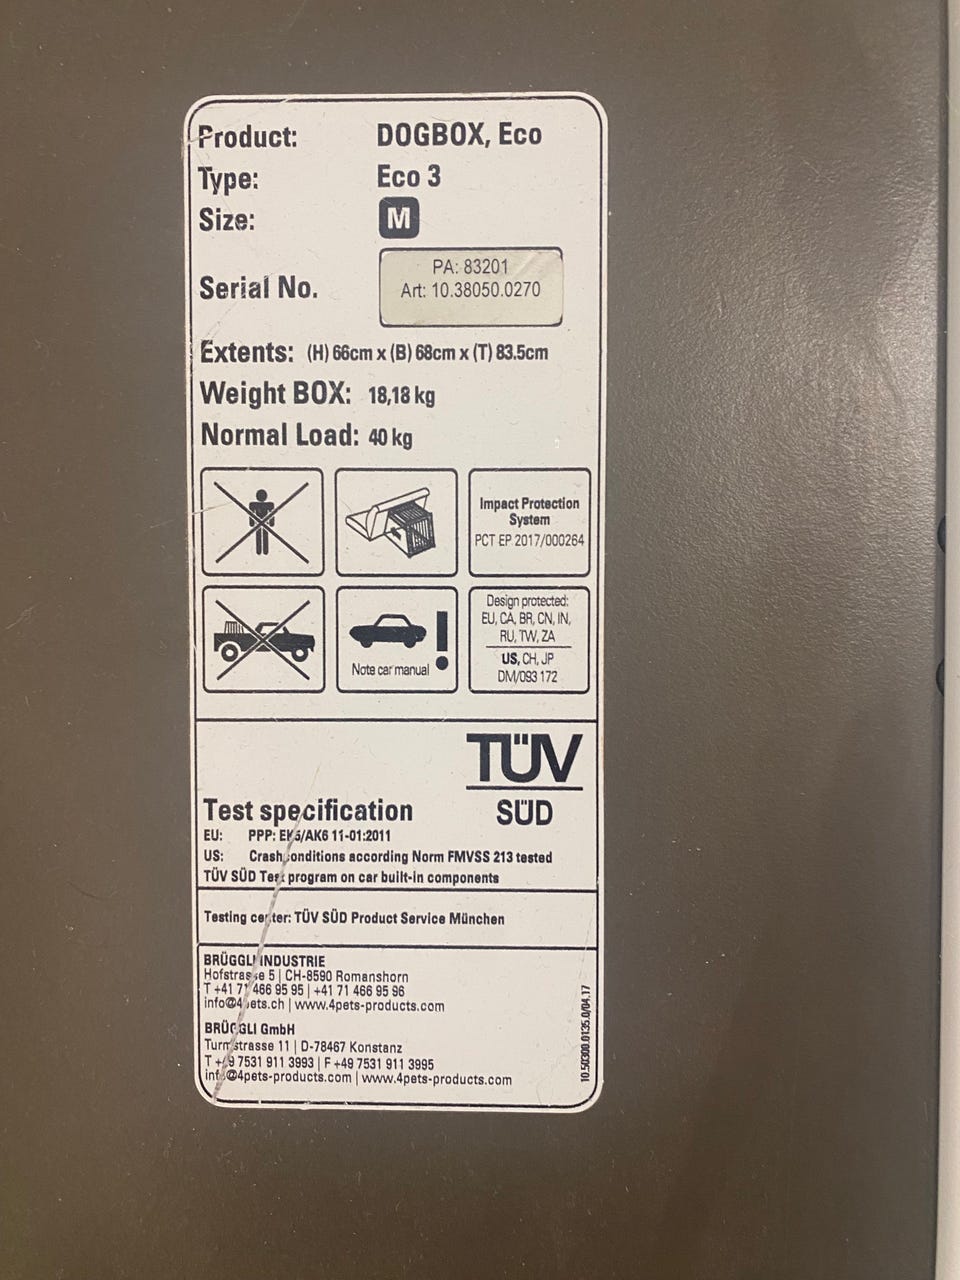 Product: DOGBOX, Eco
Type: Eco 3
Size: M
Serial No. PA: 83201
Art: 10.38050.0270
Extents: (H) 66cm x (B) 68cm x (T) 83.5cm
Weight BOX: 18,18 kg
Normal Load: 40 kg
Impact Protection
System
PCT EP 2017/000264
Note car manual !
Design protected:
EU, CA, BR, CN, IN,
RU, TW, ZA
US, CH, JP
DM/093 172
TÜV
SÜD
Test specification
EU: PPP: EK5/AK6 11-01:2011
US: Crash conditions according Norm FMVSS 213 tested
TÜV SÜD Test program on car built-in components
Testing center: TÜV SÜD Product Service München
BRÜGGLI INDUSTRIE
Hofstrasse 5 | CH-8590 Romanshorn
T +41 71 466 95 95 | +41 71 466 95 96
info@4pets.ch | www.4pets-products.com
BRÜGGLI GmbH
Turmstrasse 11 | D-78467 Konstanz
T +49 7531 911 3993 | F +49 7531 911 3995
info@4pets-products.com | www.4pets-products.com
10.50300.0135.0/04.17